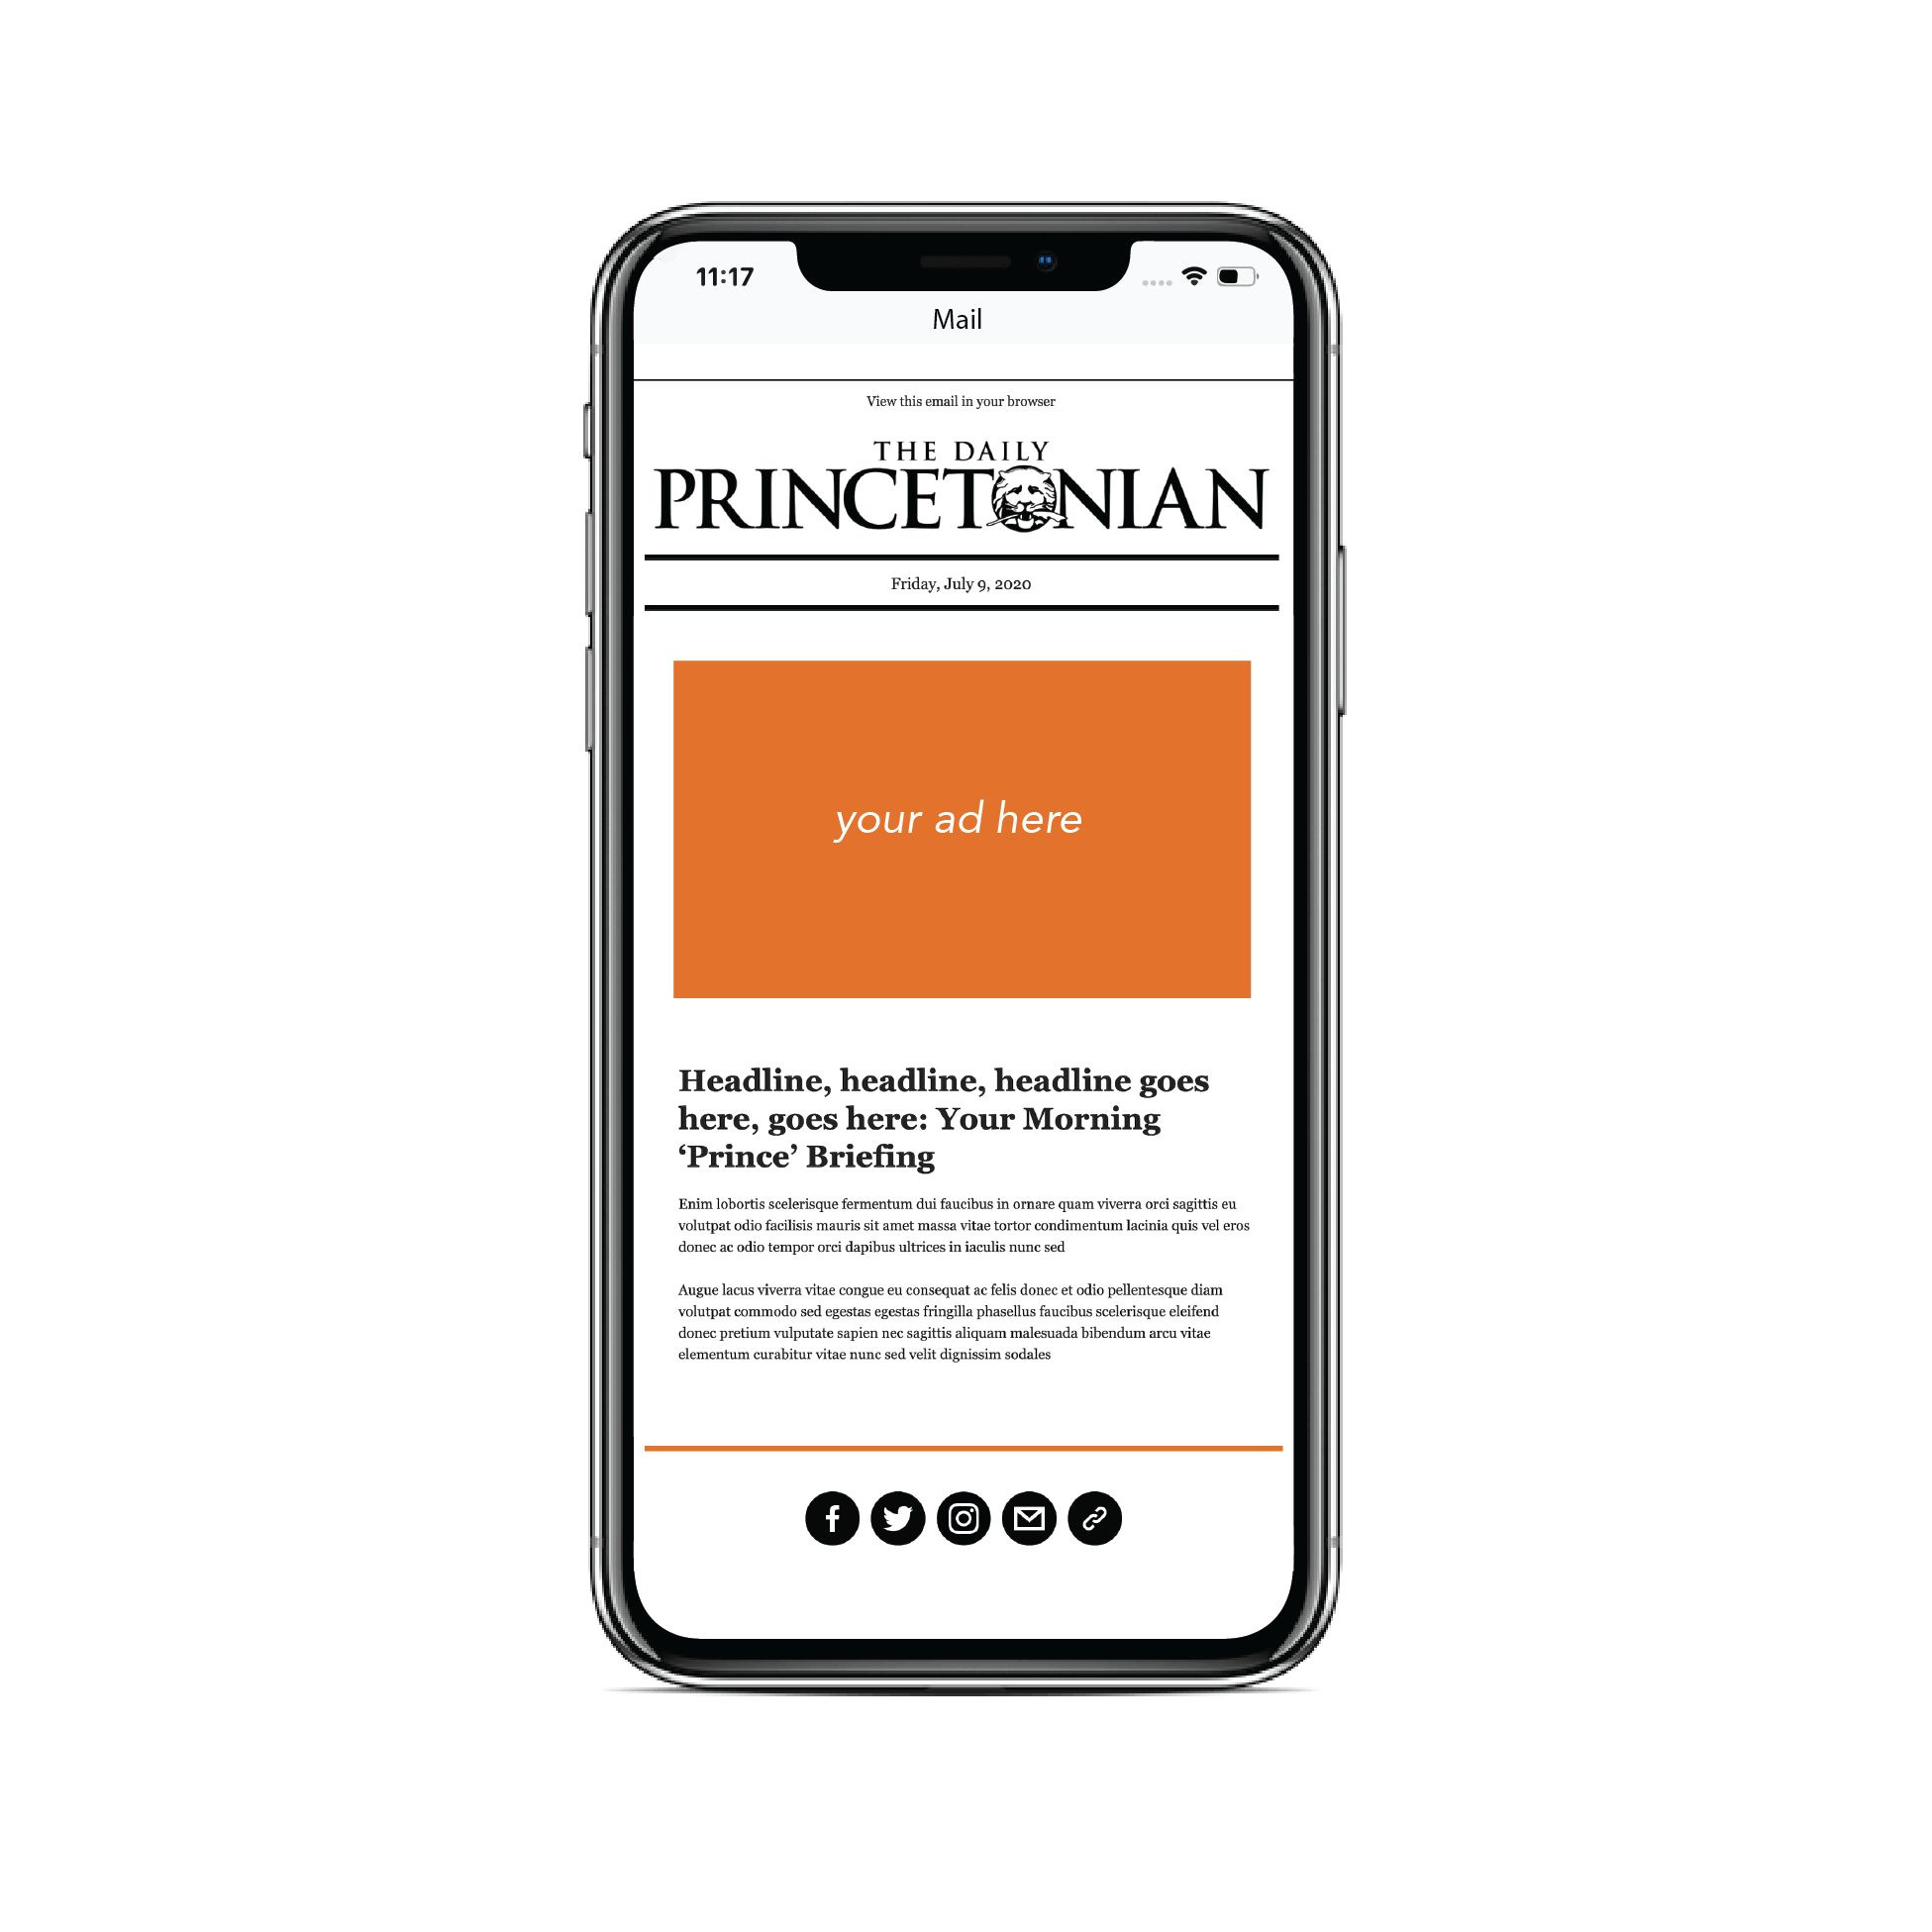 11:17
Mail
View this email in your browser
THE DAILY
PRINCETONIAN
Friday, July 9, 2020
your ad here
Headline, headline, headline goes
here, goes here: Your Morning
‘Prince’ Briefing
Enim lobortis scelerisque fermentum dui faucibus in ornare quam viverra orci sagittis eu
volutpat odio facilisis mauris sit amet massa vitae tortor condimentum lacinia quis vel eros
donec ac odio tempor orci dapibus ultrices in iaculis nunc sed
Augue lacus viverra vitae congue eu consequat ac felis donec et odio pellentesque diam
volutpat commodo sed egestas egestas fringilla phasellus faucibus scelerisque eleifend
donec pretium vulputate sapien nec sagittis aliquam malesuada bibendum arcu vitae
elementum curabitur vitae nunc sed velit dignissim sodales